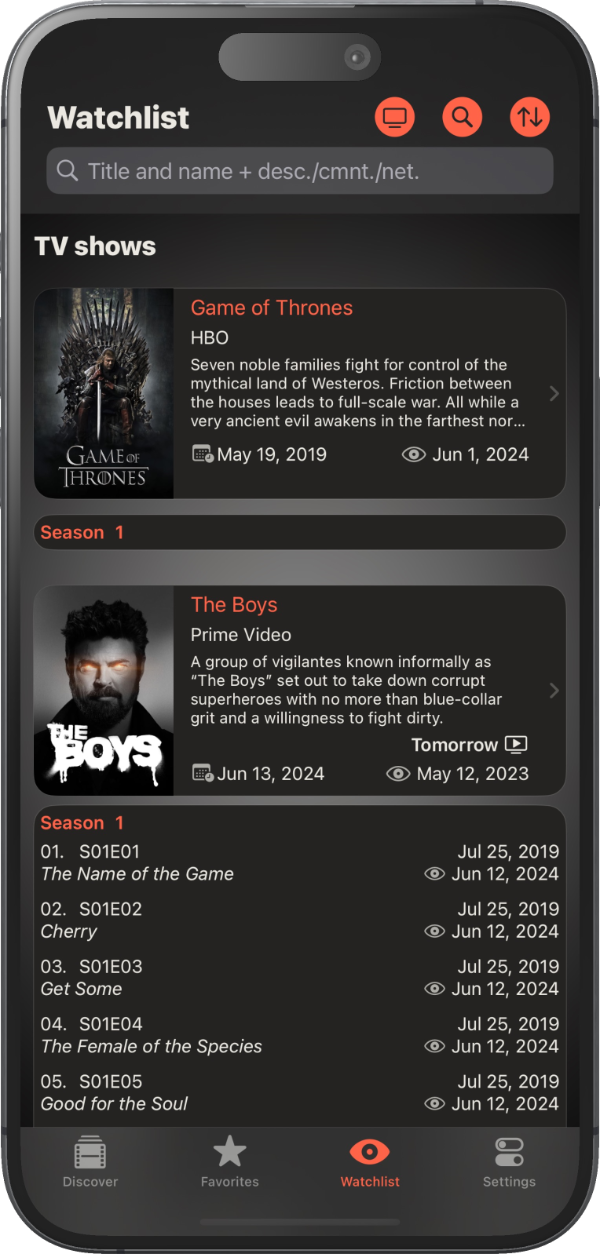 Watchlist
Title and name + desc./cmnt./net.
TV shows
GAME OF
THRONES
Game of Thrones
HBO
Seven noble families fight for control of the
mythical land of Westeros. Friction between
the houses leads to full-scale war. All while a
very ancient evil awakens in the farthest nor...
May 19, 2019
Jun 1, 2024
Season 1
THE
BOYS
The Boys
Prime Video
A group of vigilantes known informally as
“The Boys” set out to take down corrupt
superheroes with no more than blue-collar
grit and a willingness to fight dirty.
Tomorrow
Jun 13, 2024
May 12, 2023
Season 1
01. S01E01 Jul 25, 2019
The Name of the Game Jun 12, 2024
02. S01E02 Jul 25, 2019
Cherry Jun 12, 2024
03. S01E03 Jul 25, 2019
Get Some Jun 12, 2024
04. S01E04 Jul 25, 2019
The Female of the Species Jun 12, 2024
05. S01E05 Jul 25, 2019
Good for the Soul Jun 12, 2024
Discover
Favorites
Watchlist
Settings